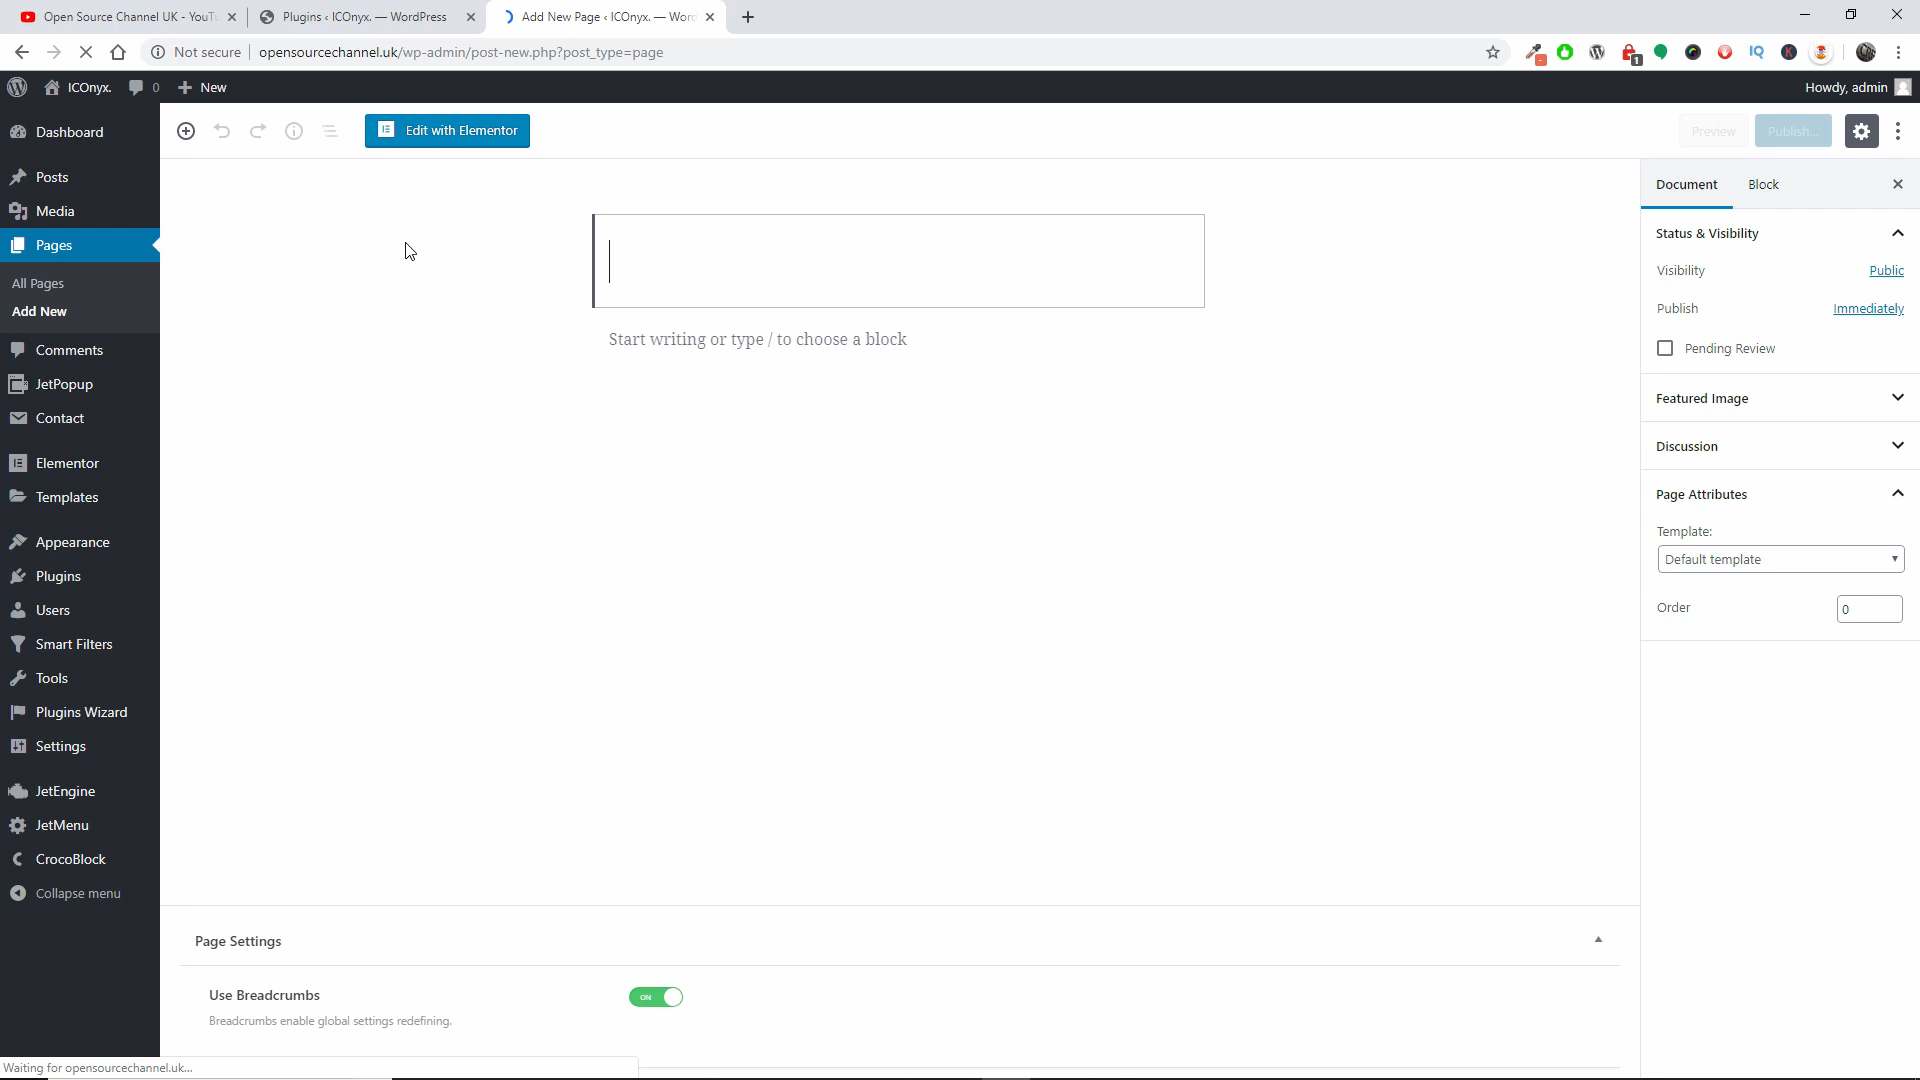 Open Source Channel UK - YouT
Plugins ‹ ICOnyx. — WordPress
Add New Page ‹ ICOnyx. — Wor
Not secure
opensourcechannel.uk/wp-admin/post-new.php?post_type=page
1
IQ
K
ICOnyx.
0
New
Howdy, admin
Dashboard
Posts
Media
Pages
All Pages
Add New
Comments
JetPopup
Contact
Elementor
Templates
Appearance
Plugins
Users
Smart Filters
Tools
Plugins Wizard
Settings
JetEngine
JetMenu
CrocoBlock
Collapse menu
Edit with Elementor
Preview
Publish...
Start writing or type / to choose a block
Document
Block
Status & Visibility
Visibility
Public
Publish
Immediately
Pending Review
Featured Image
Discussion
Page Attributes
Template:
Default template
Order
0
Page Settings
Use Breadcrumbs
ON
Breadcrumbs enable global settings redefining.
Waiting for opensourcechannel.uk...